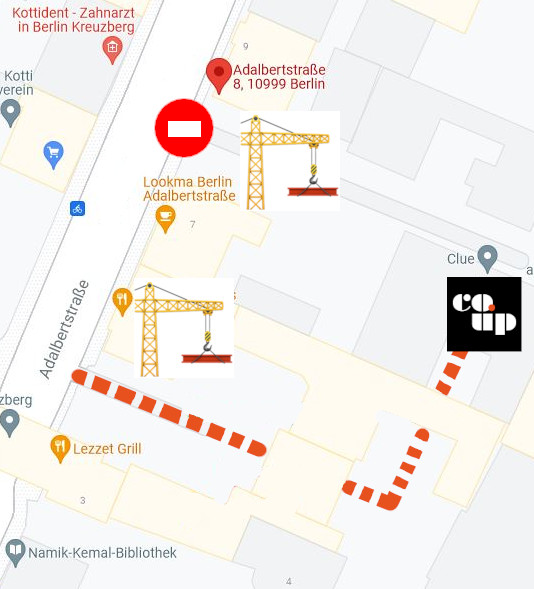 Kottident - Zahnarzt
in Berlin Kreuzberg
9
Adalbertstraße
8, 10999 Berlin
Kotti
verein
Lookma Berlin
Adalbertstraße
7
Clue
co.up
Adalbertstraße
zberg
Lezzet Grill
3
Namik-Kemal-Bibliothek
4